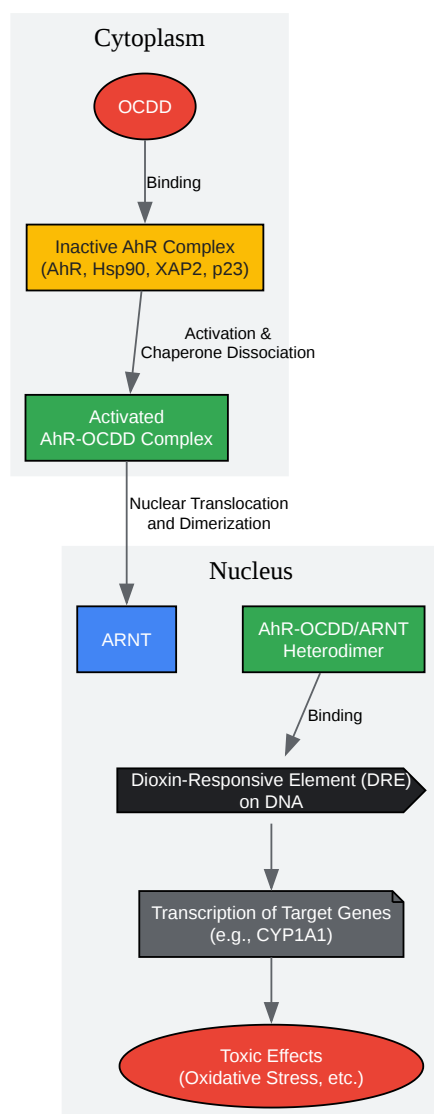 Cytoplasm
OCDD
Binding
Inactive AhR Complex
(AhR, Hsp90, XAP2, p23)
Activation &
Chaperone Dissociation
Activated
AhR-OCDD Complex
Nuclear Translocation
and Dimerization
Nucleus
ARNT
AhR-OCDD/ARNT
Heterodimer
Binding
Dioxin-Responsive Element (DRE)
on DNA
Transcription of Target Genes
(e.g., CYP1A1)
Toxic Effects
(Oxidative Stress, etc.)